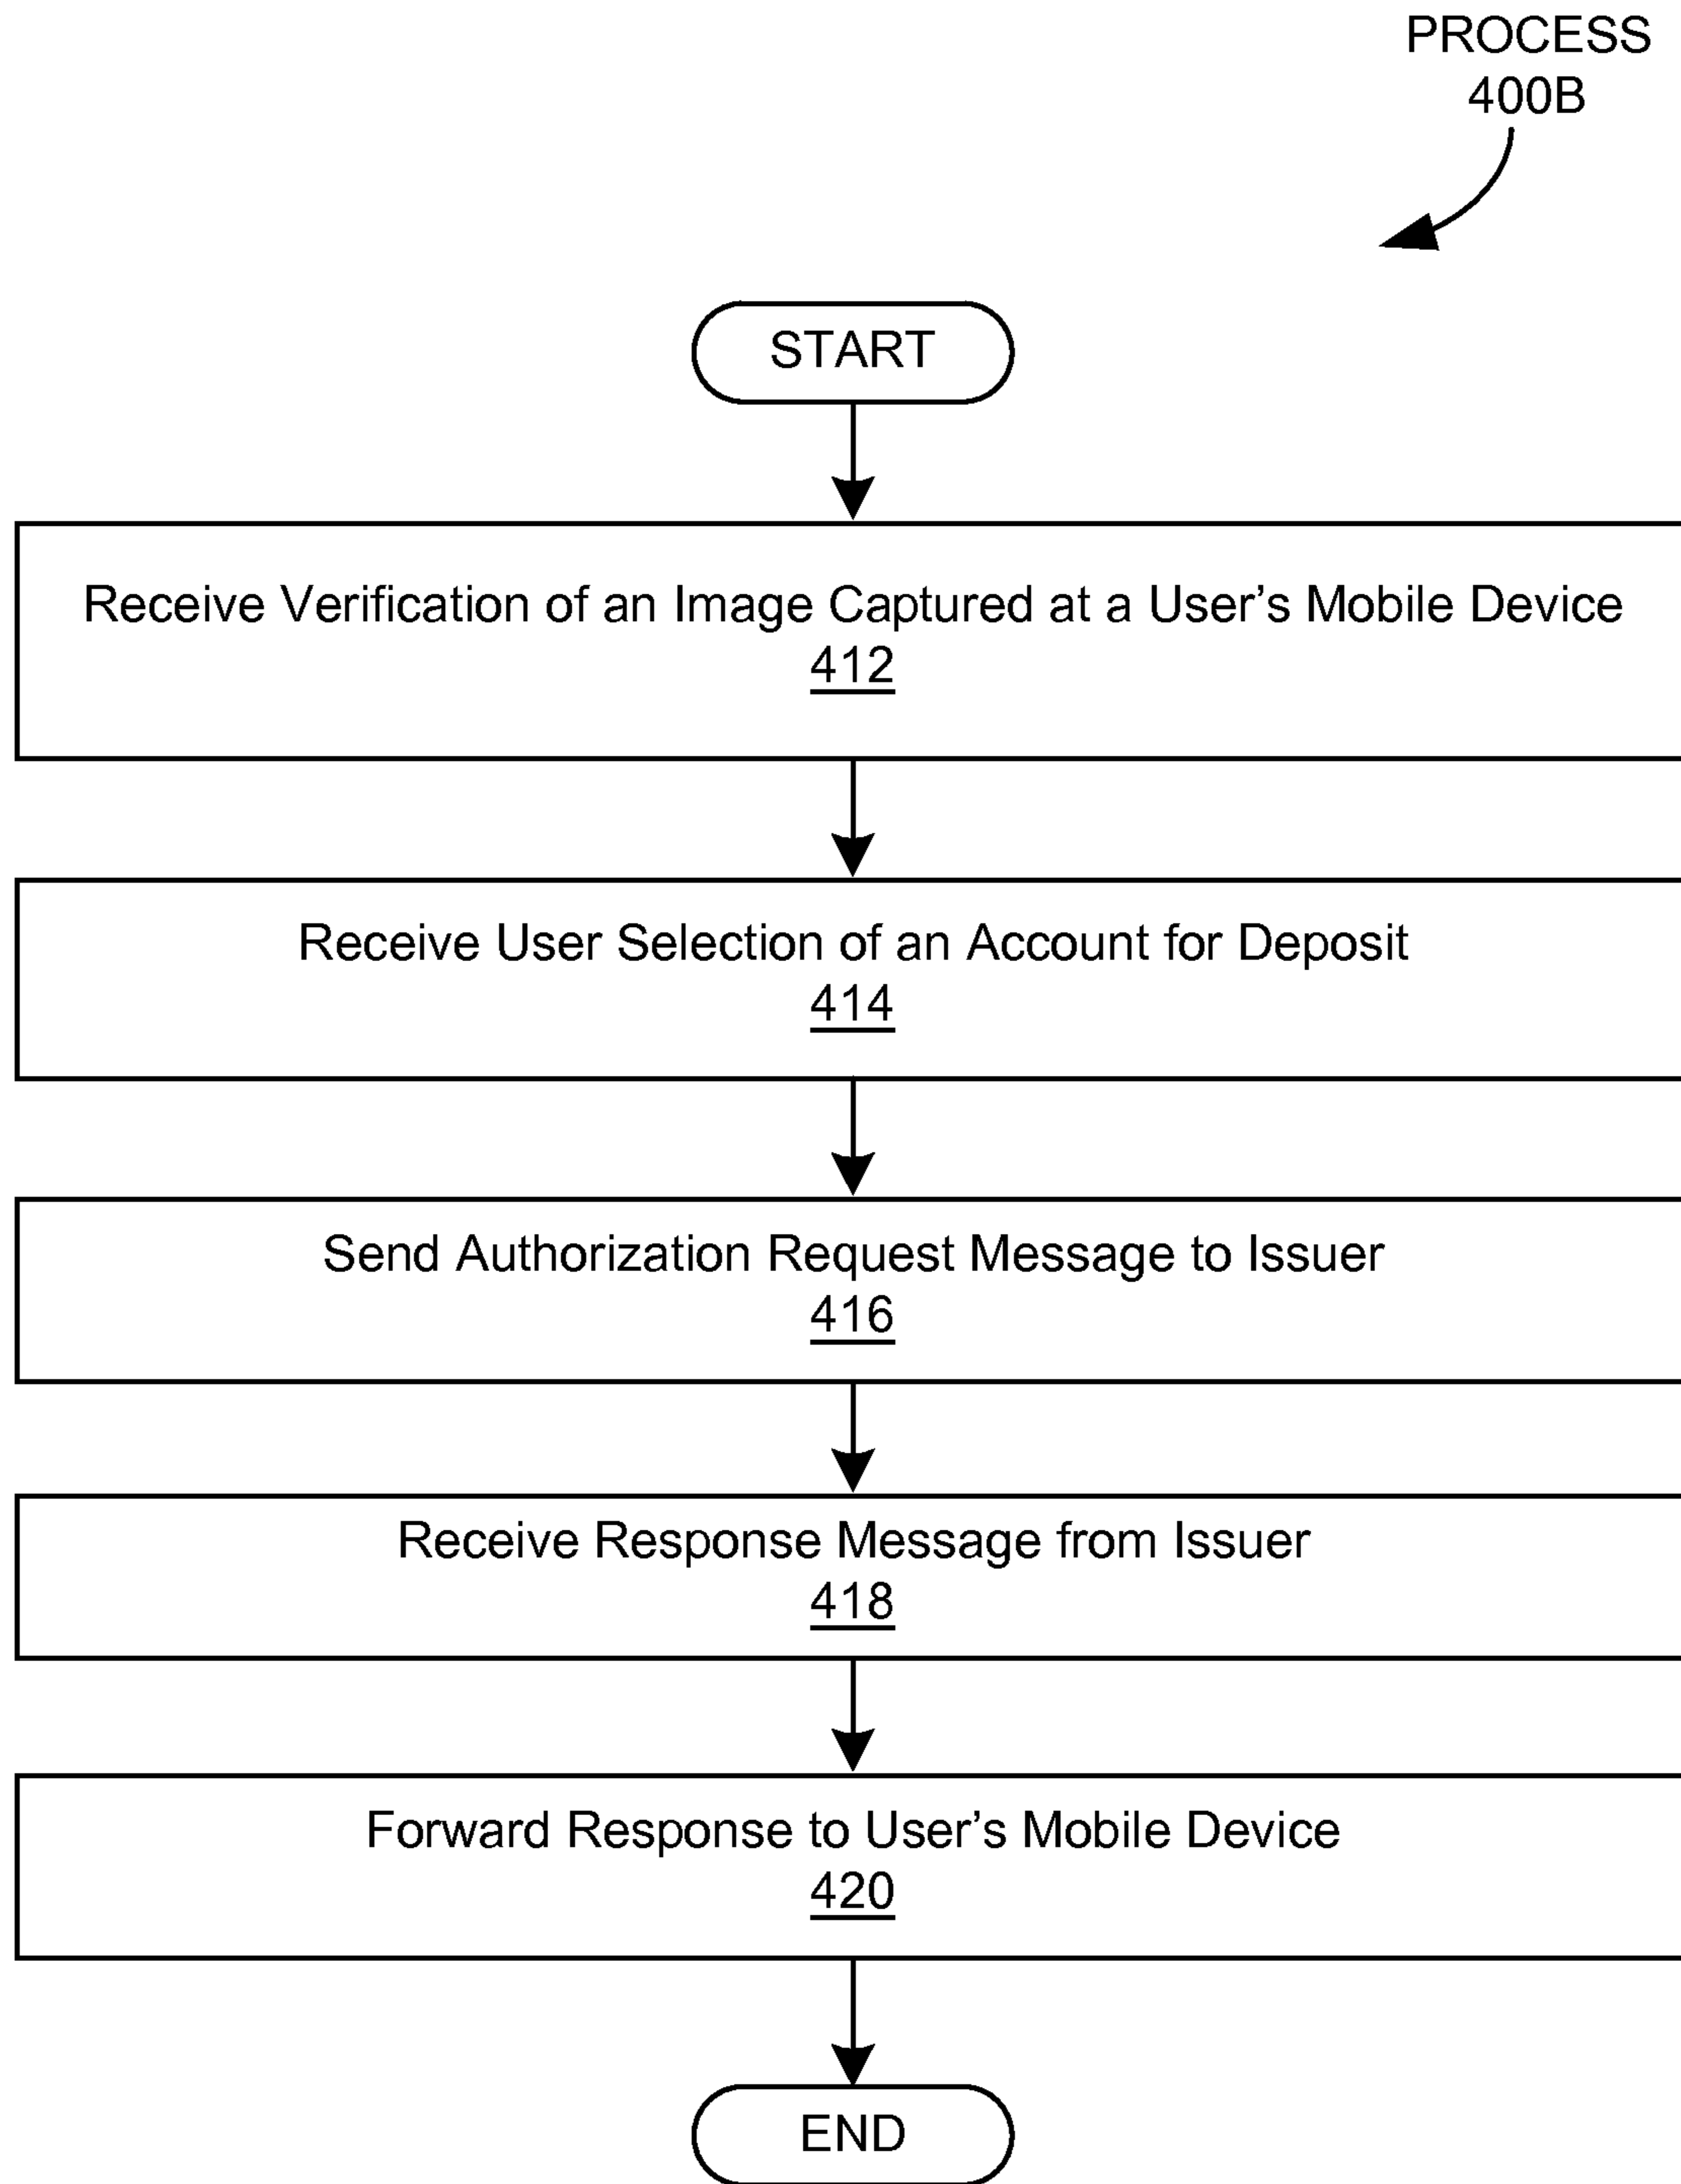 PROCESS
400B
START
Receive Verification of an Image Captured at a User's Mobile Device
412
Receive User Selection of an Account for Deposit
414
Send Authorization Request Message to Issuer
416
Receive Response Message from Issuer
418
Forward Response to User's Mobile Device
420
END